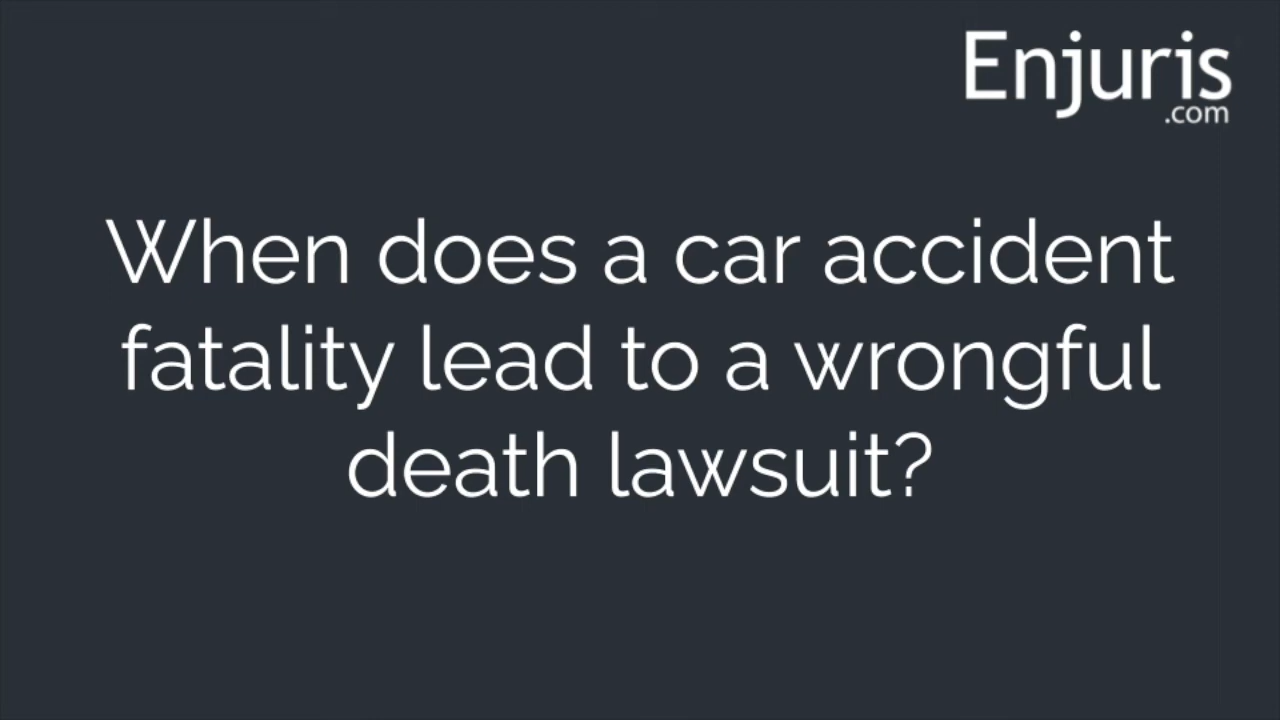 Enjuris
.com
When does a car accident
fatality lead to a wrongful
death lawsuit?